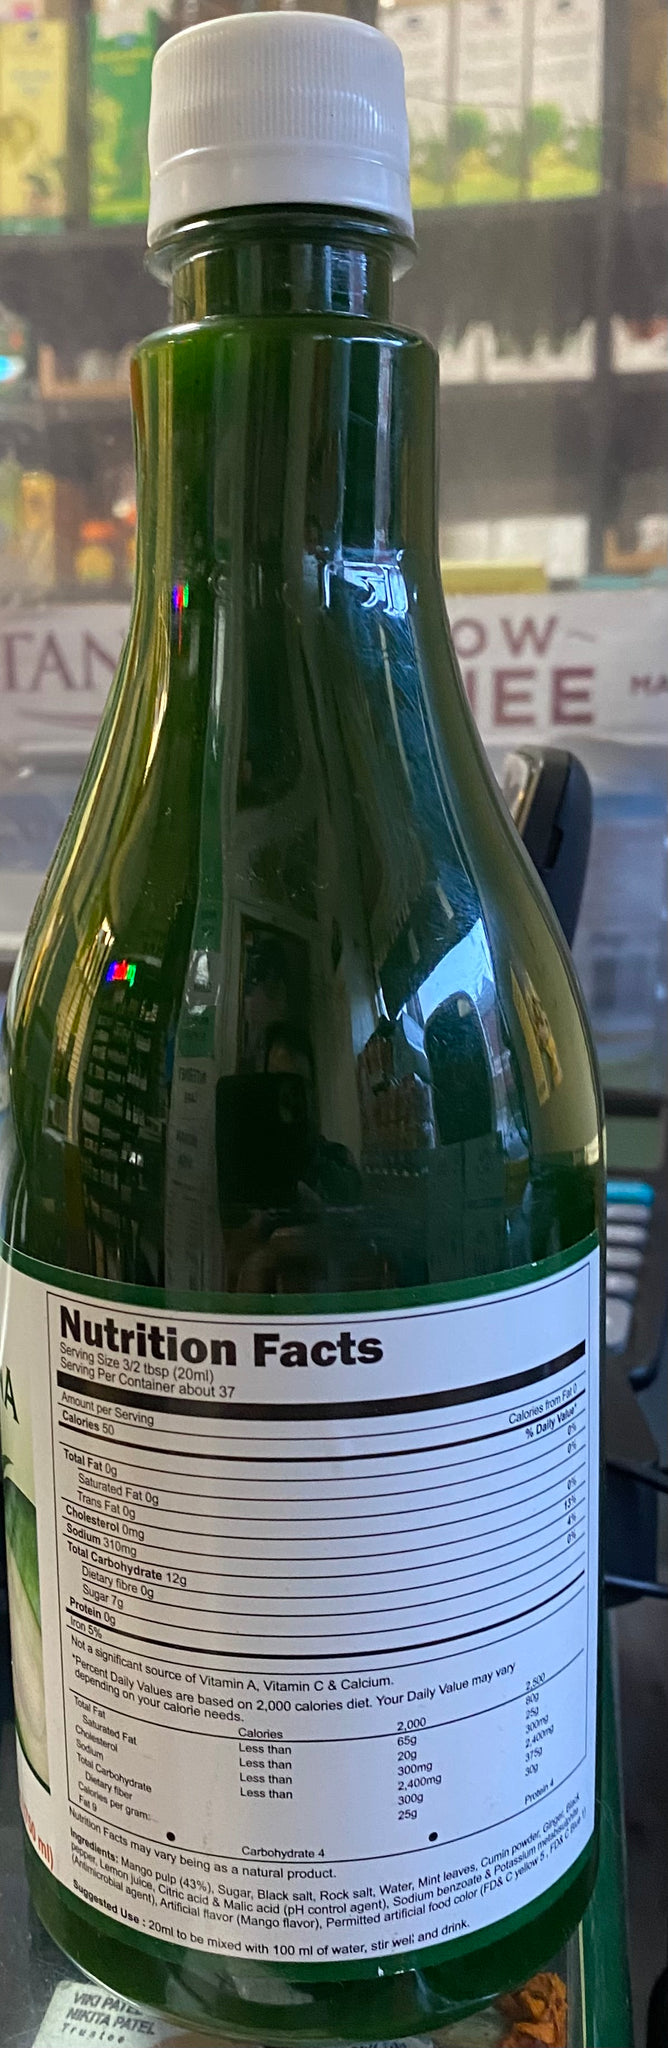 TAN
OW~
NEE
HA
A
Nutrition Facts
Serving Size 3/2 tbsp (20ml)
Serving Per Container about 37
Amount per Serving
Calories 50 Calories from Fat 0
% Daily Value*
Total Fat 0g 0%
Saturated Fat 0g 0%
Trans Fat 0g
Cholesterol 0mg 0%
Sodium 310mg 13%
Total Carbohydrate 12g 4%
Dietary fibre 0g 0%
Sugar 7g
Protein 0g
Iron 5%
Not a significant source of Vitamin A, Vitamin C & Calcium.
*Percent Daily Values are based on 2,000 calories diet. Your Daily Value may vary
depending on your calorie needs.
Calories 2,000 2,500
Total Fat Less than 65g 80g
Saturated Fat Less than 20g 25g
Cholesterol Less than 300mg 300mg
Sodium Less than 2,400mg 2,400mg
Total Carbohydrate 300g 375g
Dietary fiber 25g 30g
Calories per gram:
Fat 9 • Carbohydrate 4 • Protein 4
Nutrition Facts may vary being as a natural product.
Ingredients: Mango pulp (43%), Sugar, Black salt, Rock salt, Water, Mint leaves, Cumin powder, Ginger, Black
pepper, Lemon juice, Citric acid & Malic acid (pH control agent), Sodium benzoate & Potassium metabisulphite
(Antimicrobial agent), Artificial flavor (Mango flavor), Permitted artificial food color (FD& C yellow 5, FD& C Blue 1)
Suggested Use : 20ml to be mixed with 100 ml of water, stir well and drink.
ml)
VIKI PATEL
NIKITA PATEL
Trustee